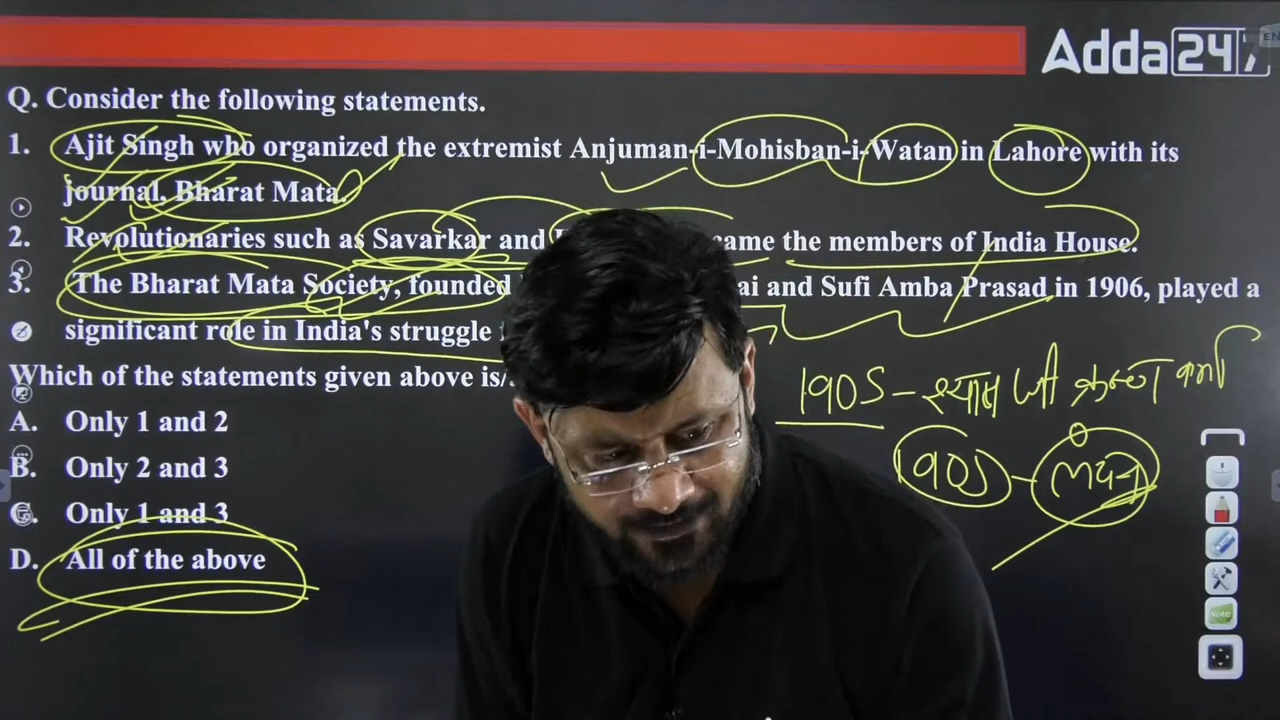 Adda247
EN
Q. Consider the following statements.
1. Ajit Singh who organized the extremist Anjuman-i-Mohisban-i-Watan in Lahore with its
journal, Bharat Mata.
2. Revolutionaries such as Savarkar and came the members of India House.
3. The Bharat Mata Society, founded ai and Sufi Amba Prasad in 1906, played a
significant role in India's struggle
Which of the statements given above is/
1905 – श्याम जी कृष्ण वर्मा
A. Only 1 and 2
B. Only 2 and 3
1905 – लंदन
C. Only 1 and 3
D. All of the above
Note